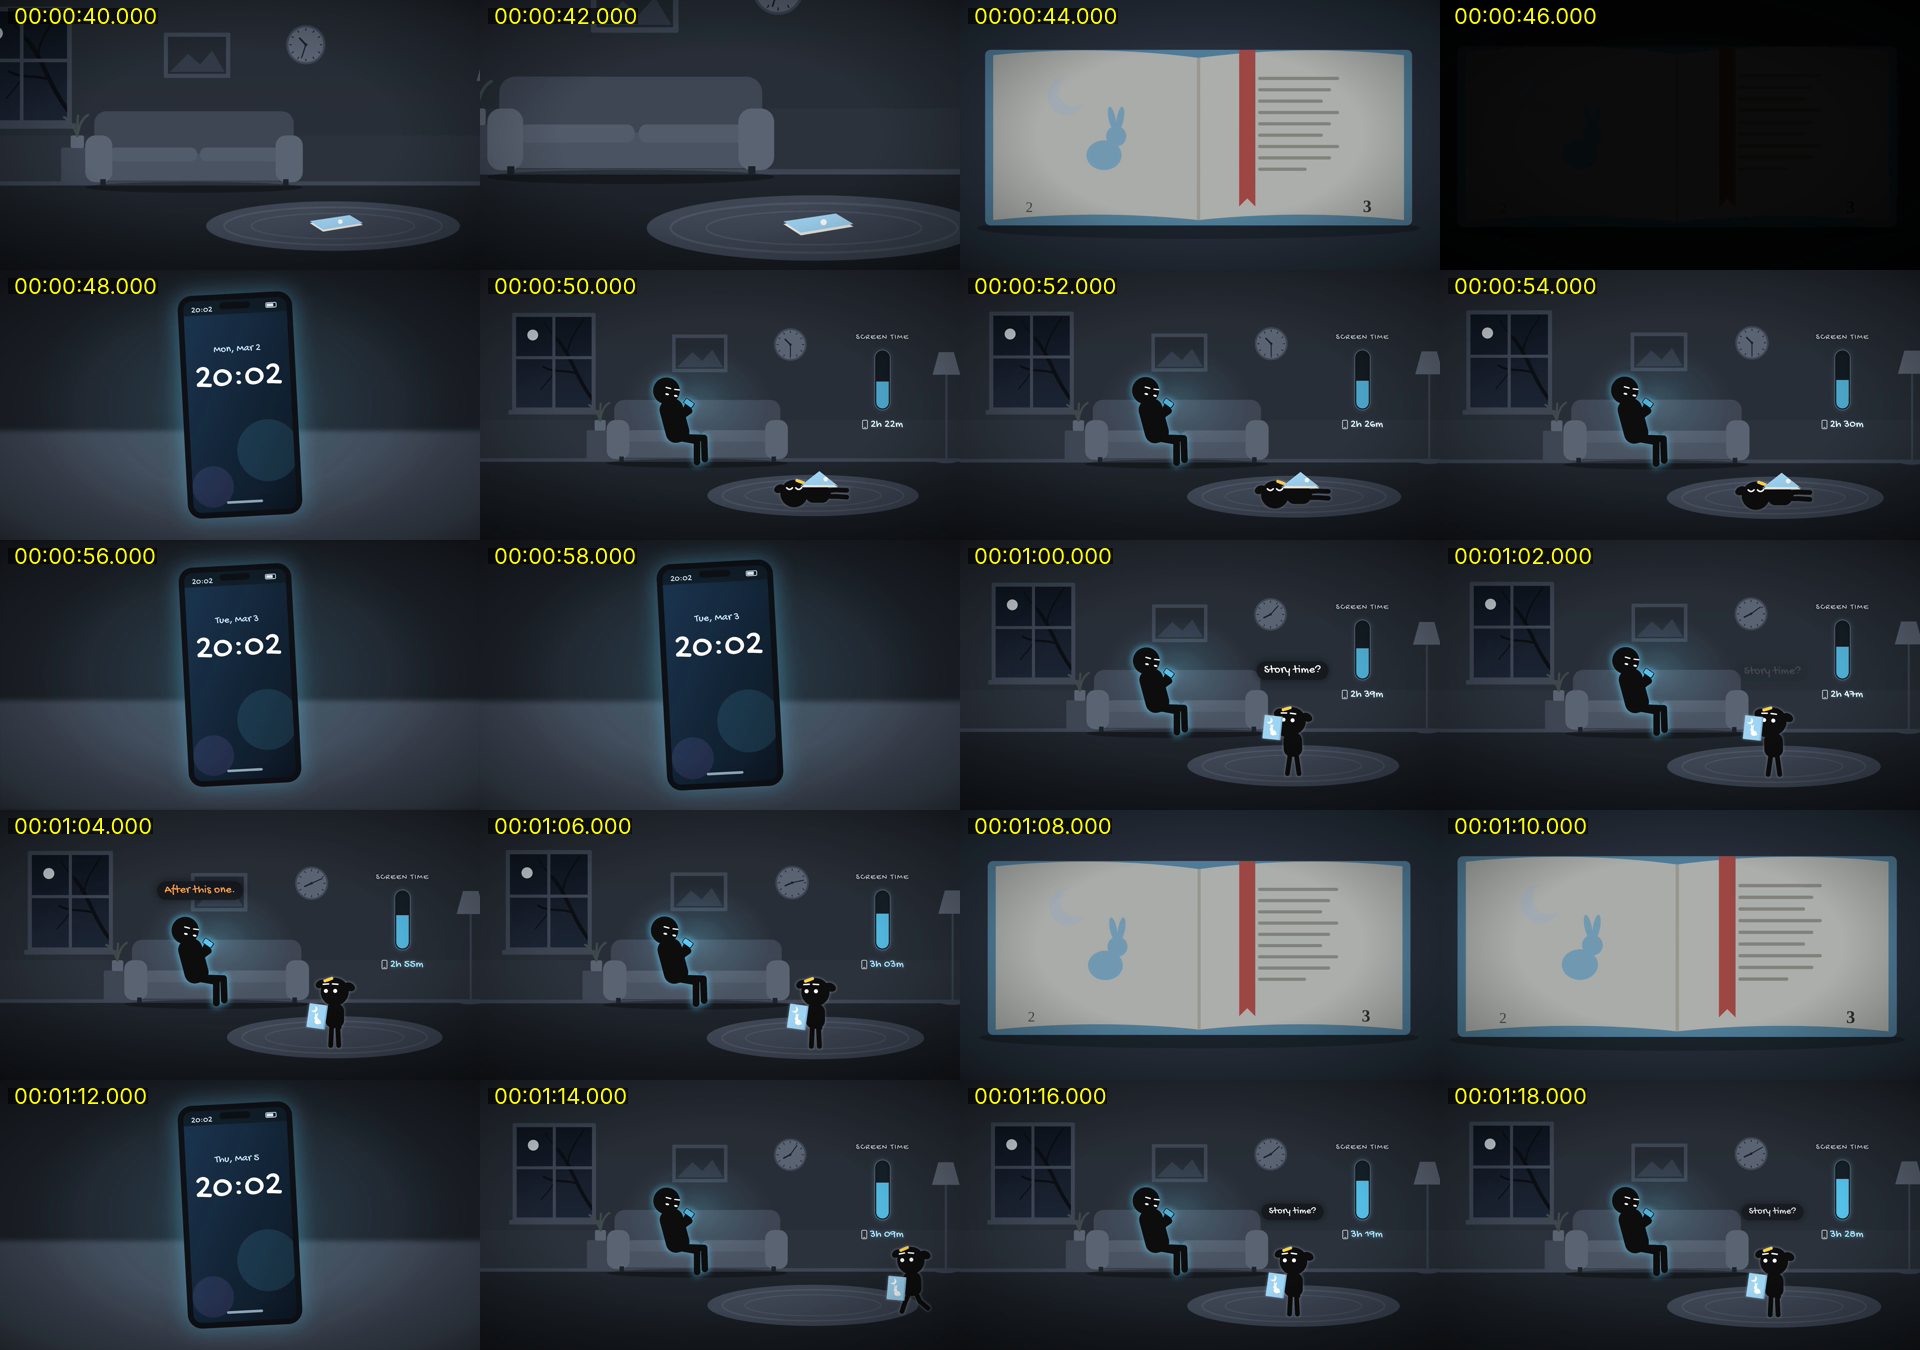 00:00:40.000
00:00:42.000
00:00:44.000
2
3
00:00:46.000
3
00:00:48.000
20:02
Mon, Mar 2
20:02
00:00:50.000
SCREEN TIME
2h 22m
00:00:52.000
SCREEN TIME
2h 26m
00:00:54.000
SCREEN TIME
2h 30m
00:00:56.000
20:02
Tue, Mar 3
20:02
00:00:58.000
20:02
Tue, Mar 3
20:02
00:01:00.000
SCREEN TIME
Story time?
2h 39m
00:01:02.000
SCREEN TIME
Story time?
2h 47m
00:01:04.000
SCREEN TIME
After this one.
2h 55m
00:01:06.000
SCREEN TIME
3h 03m
00:01:08.000
2
3
00:01:10.000
2
3
00:01:12.000
20:02
Thu, Mar 5
20:02
00:01:14.000
SCREEN TIME
3h 09m
00:01:16.000
SCREEN TIME
Story time?
3h 19m
00:01:18.000
SCREEN TIME
Story time?
3h 28m